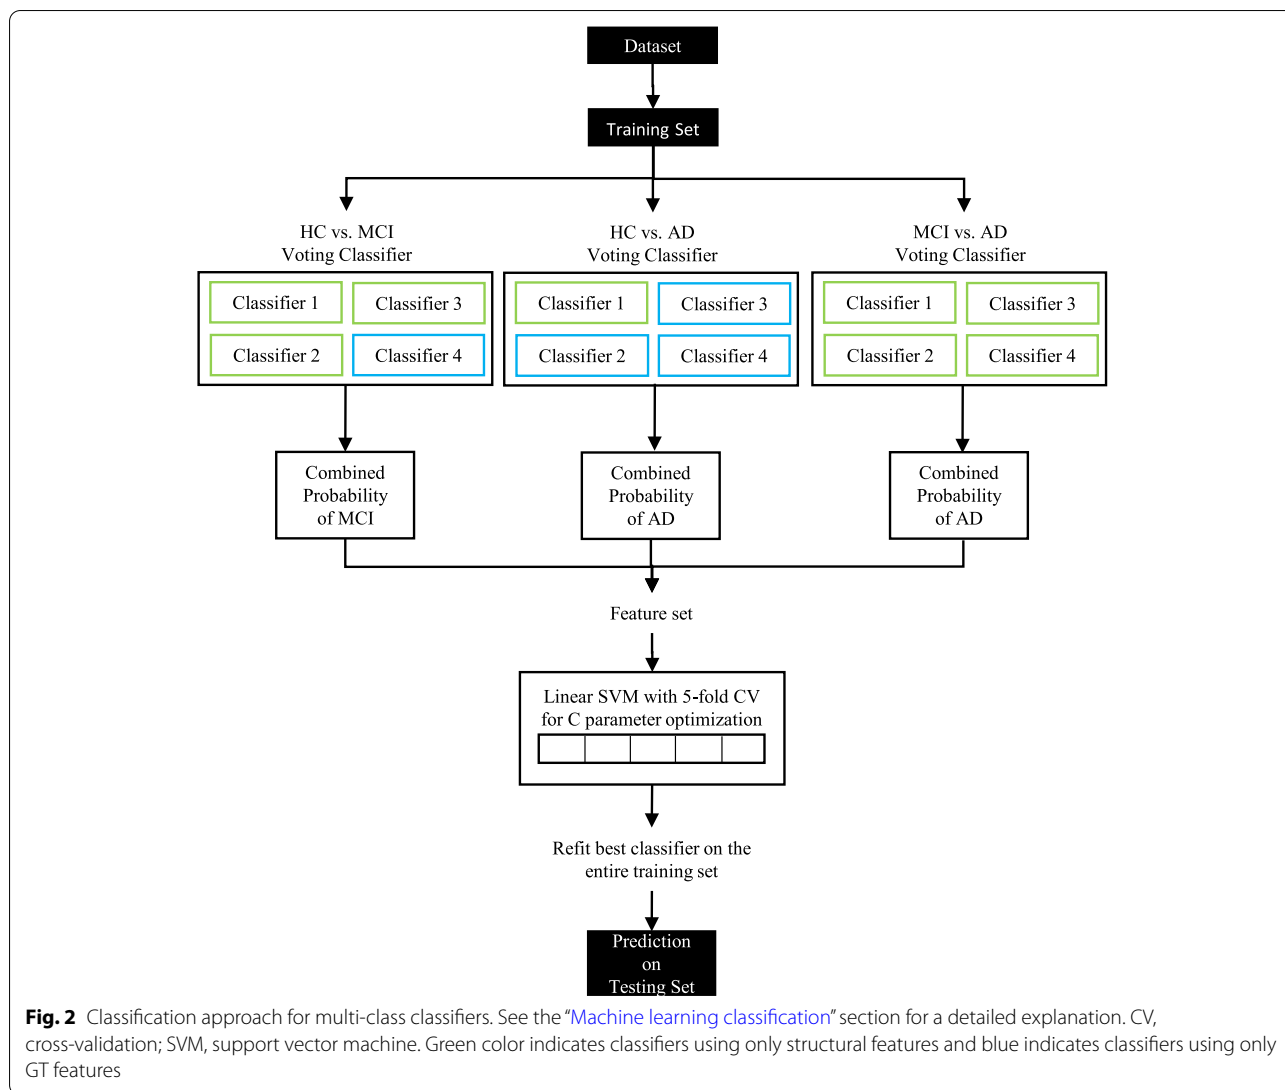 Dataset
Training Set
HC vs. MCI
Voting Classifier
HC vs. AD
Voting Classifier
MCI vs. AD
Voting Classifier
Classifier 1
Classifier 3
Classifier 2
Classifier 4
Classifier 1
Classifier 3
Classifier 2
Classifier 4
Classifier 1
Classifier 3
Classifier 2
Classifier 4
Combined
Probability
of MCI
Combined
Probability
of AD
Combined
Probability
of AD
Feature set
Linear SVM with 5-fold CV
for C parameter optimization
Refit best classifier on the
entire training set
Prediction
on
Testing Set
Fig. 2 Classification approach for multi-class classifiers. See the “Machine learning classification” section for a detailed explanation. CV,
cross-validation; SVM, support vector machine. Green color indicates classifiers using only structural features and blue indicates classifiers using only
GT features